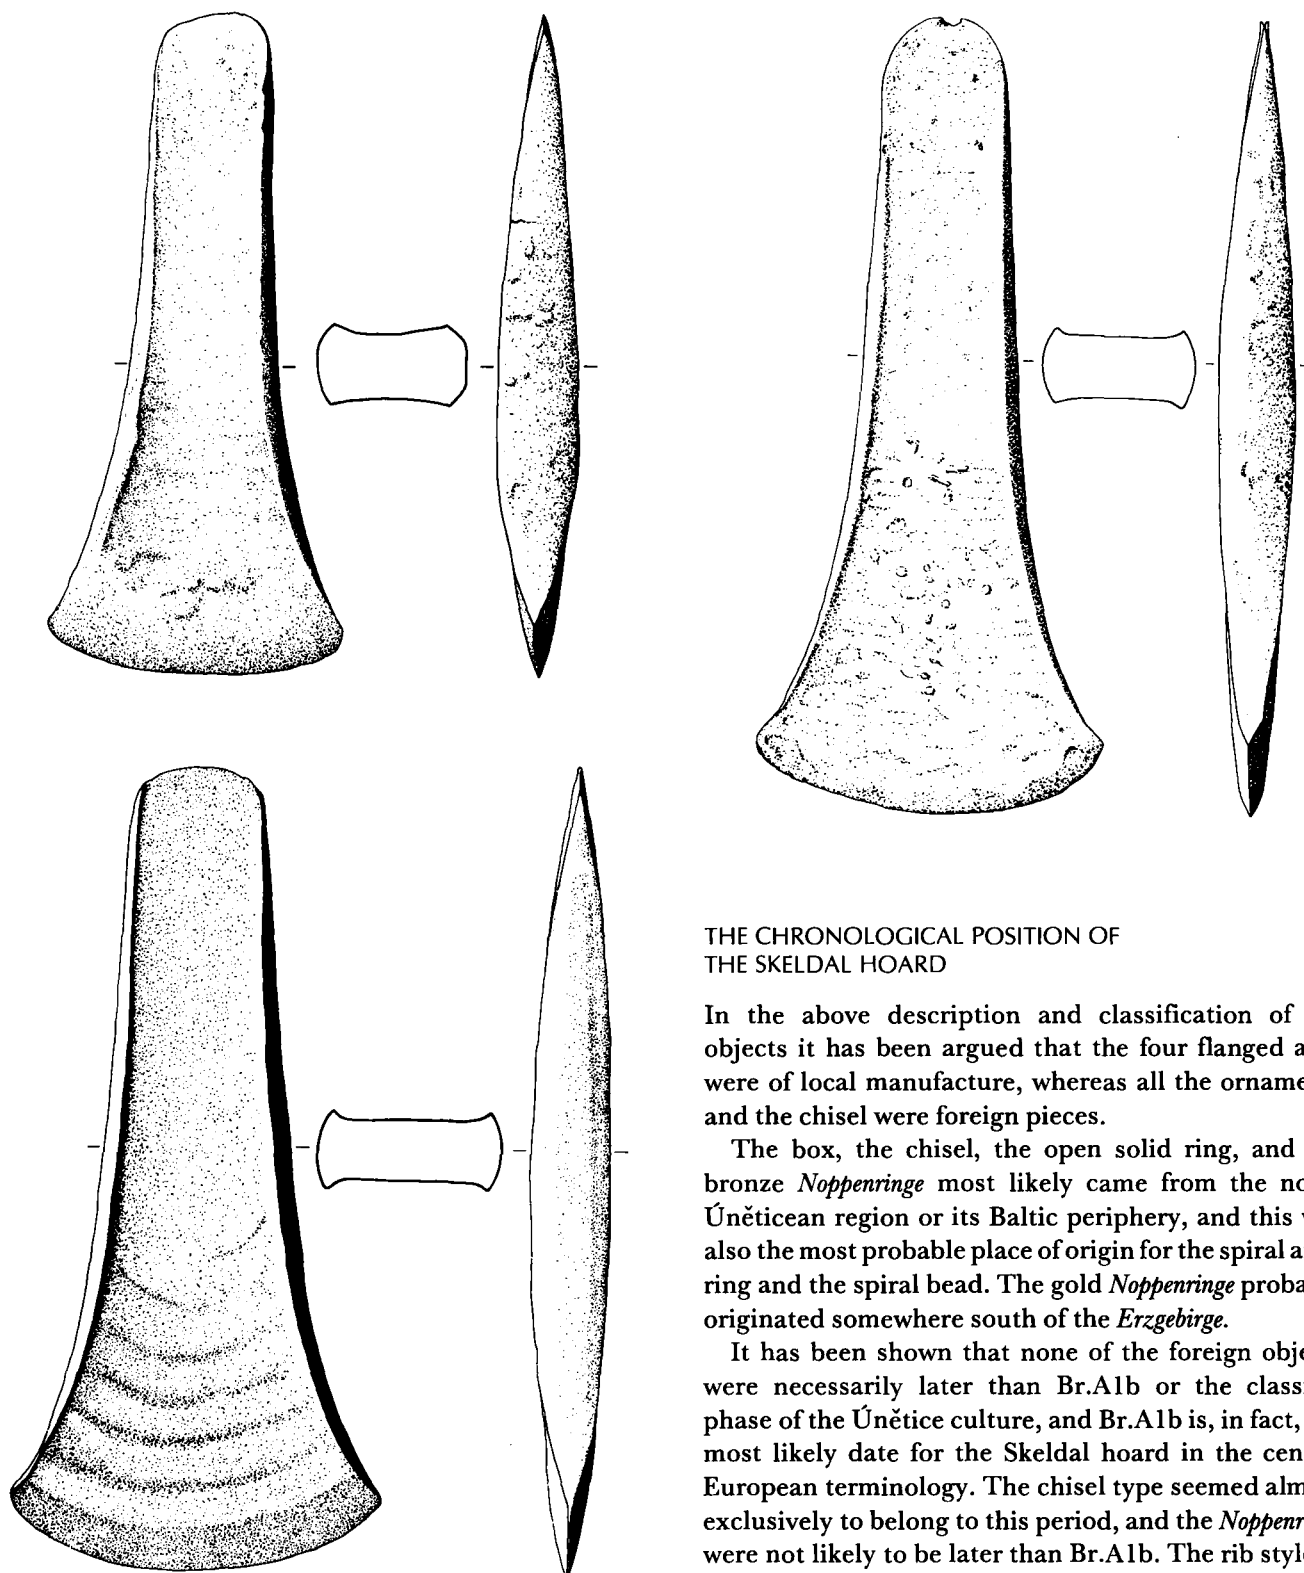 THE CHRONOLOGICAL POSITION OF
THE SKELDAL HOARD
In the above description and classification of
objects it has been argued that the four flanged a
were of local manufacture, whereas all the orname
and the chisel were foreign pieces.
The box, the chisel, the open solid ring, and
bronze Noppenringe most likely came from the no
Úněticean region or its Baltic periphery, and this
also the most probable place of origin for the spiral a
ring and the spiral bead. The gold Noppenringe proba
originated somewhere south of the Erzgebirge.
It has been shown that none of the foreign obje
were necessarily later than Br.A1b or the class
phase of the Únětice culture, and Br.A1b is, in fact,
most likely date for the Skeldal hoard in the cen
European terminology. The chisel type seemed alm
exclusively to belong to this period, and the Noppenr
were not likely to be later than Br.A1b. The rib style